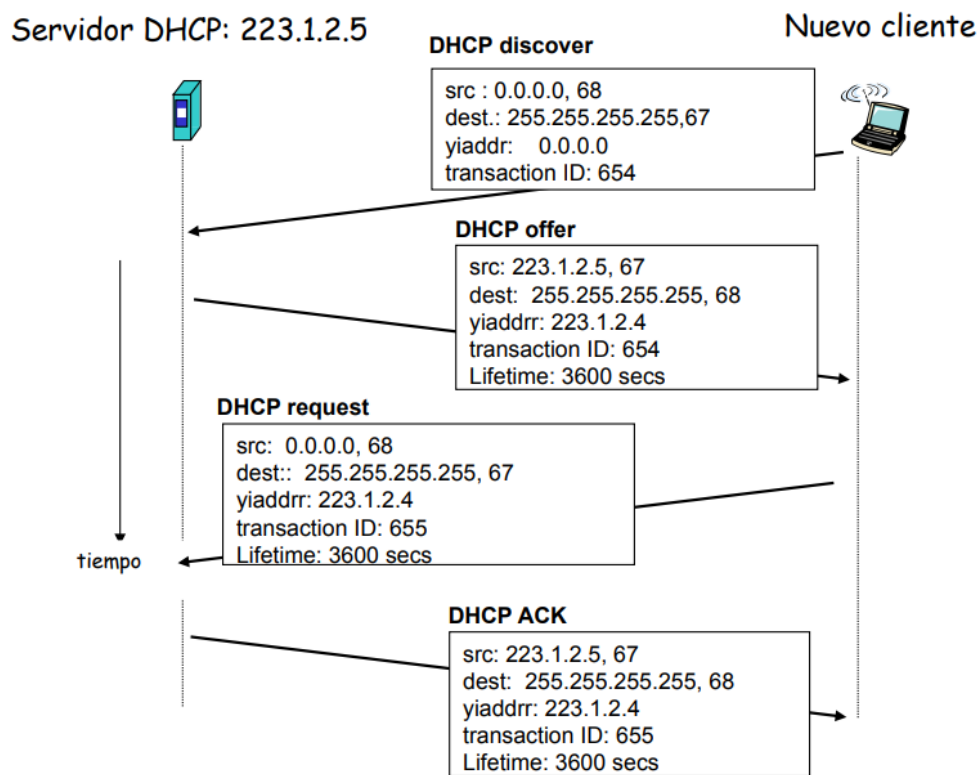 Servidor DHCP: 223.1.2.5
Nuevo cliente
DHCP discover
src : 0.0.0.0, 68
dest.: 255.255.255.255,67
yiaddr: 0.0.0.0
transaction ID: 654
DHCP offer
src: 223.1.2.5, 67
dest: 255.255.255.255, 68
yiaddrr: 223.1.2.4
transaction ID: 654
Lifetime: 3600 secs
DHCP request
src: 0.0.0.0, 68
dest:: 255.255.255.255, 67
yiaddrr: 223.1.2.4
transaction ID: 655
Lifetime: 3600 secs
tiempo
DHCP ACK
src: 223.1.2.5, 67
dest: 255.255.255.255, 68
yiaddrr: 223.1.2.4
transaction ID: 655
Lifetime: 3600 secs